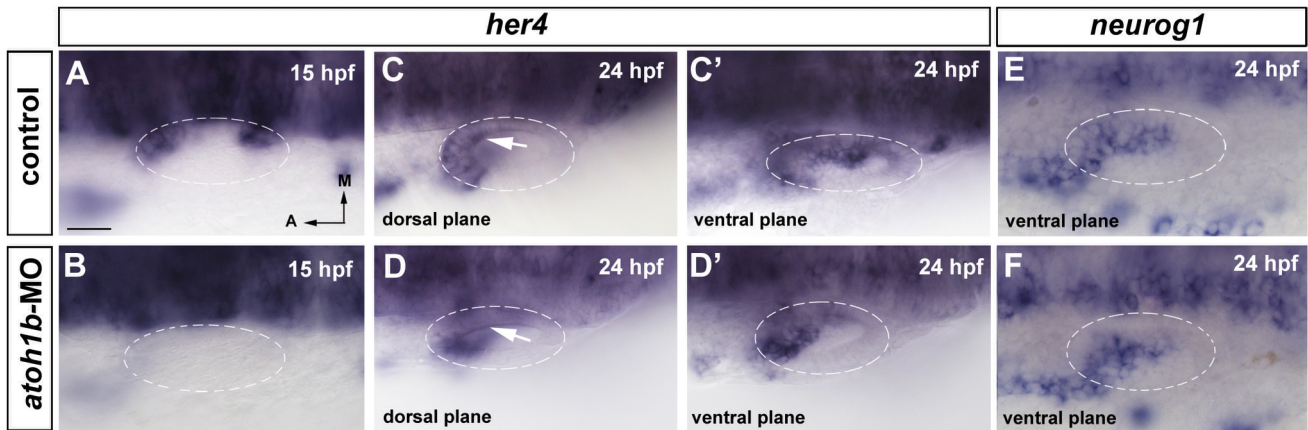 her4
neurog1
control
A
15 hpf
M
A
C
24 hpf
dorsal plane
C’
24 hpf
ventral plane
E
24 hpf
ventral plane
atoh1b-MO
B
15 hpf
D
24 hpf
dorsal plane
D’
24 hpf
ventral plane
F
24 hpf
ventral plane